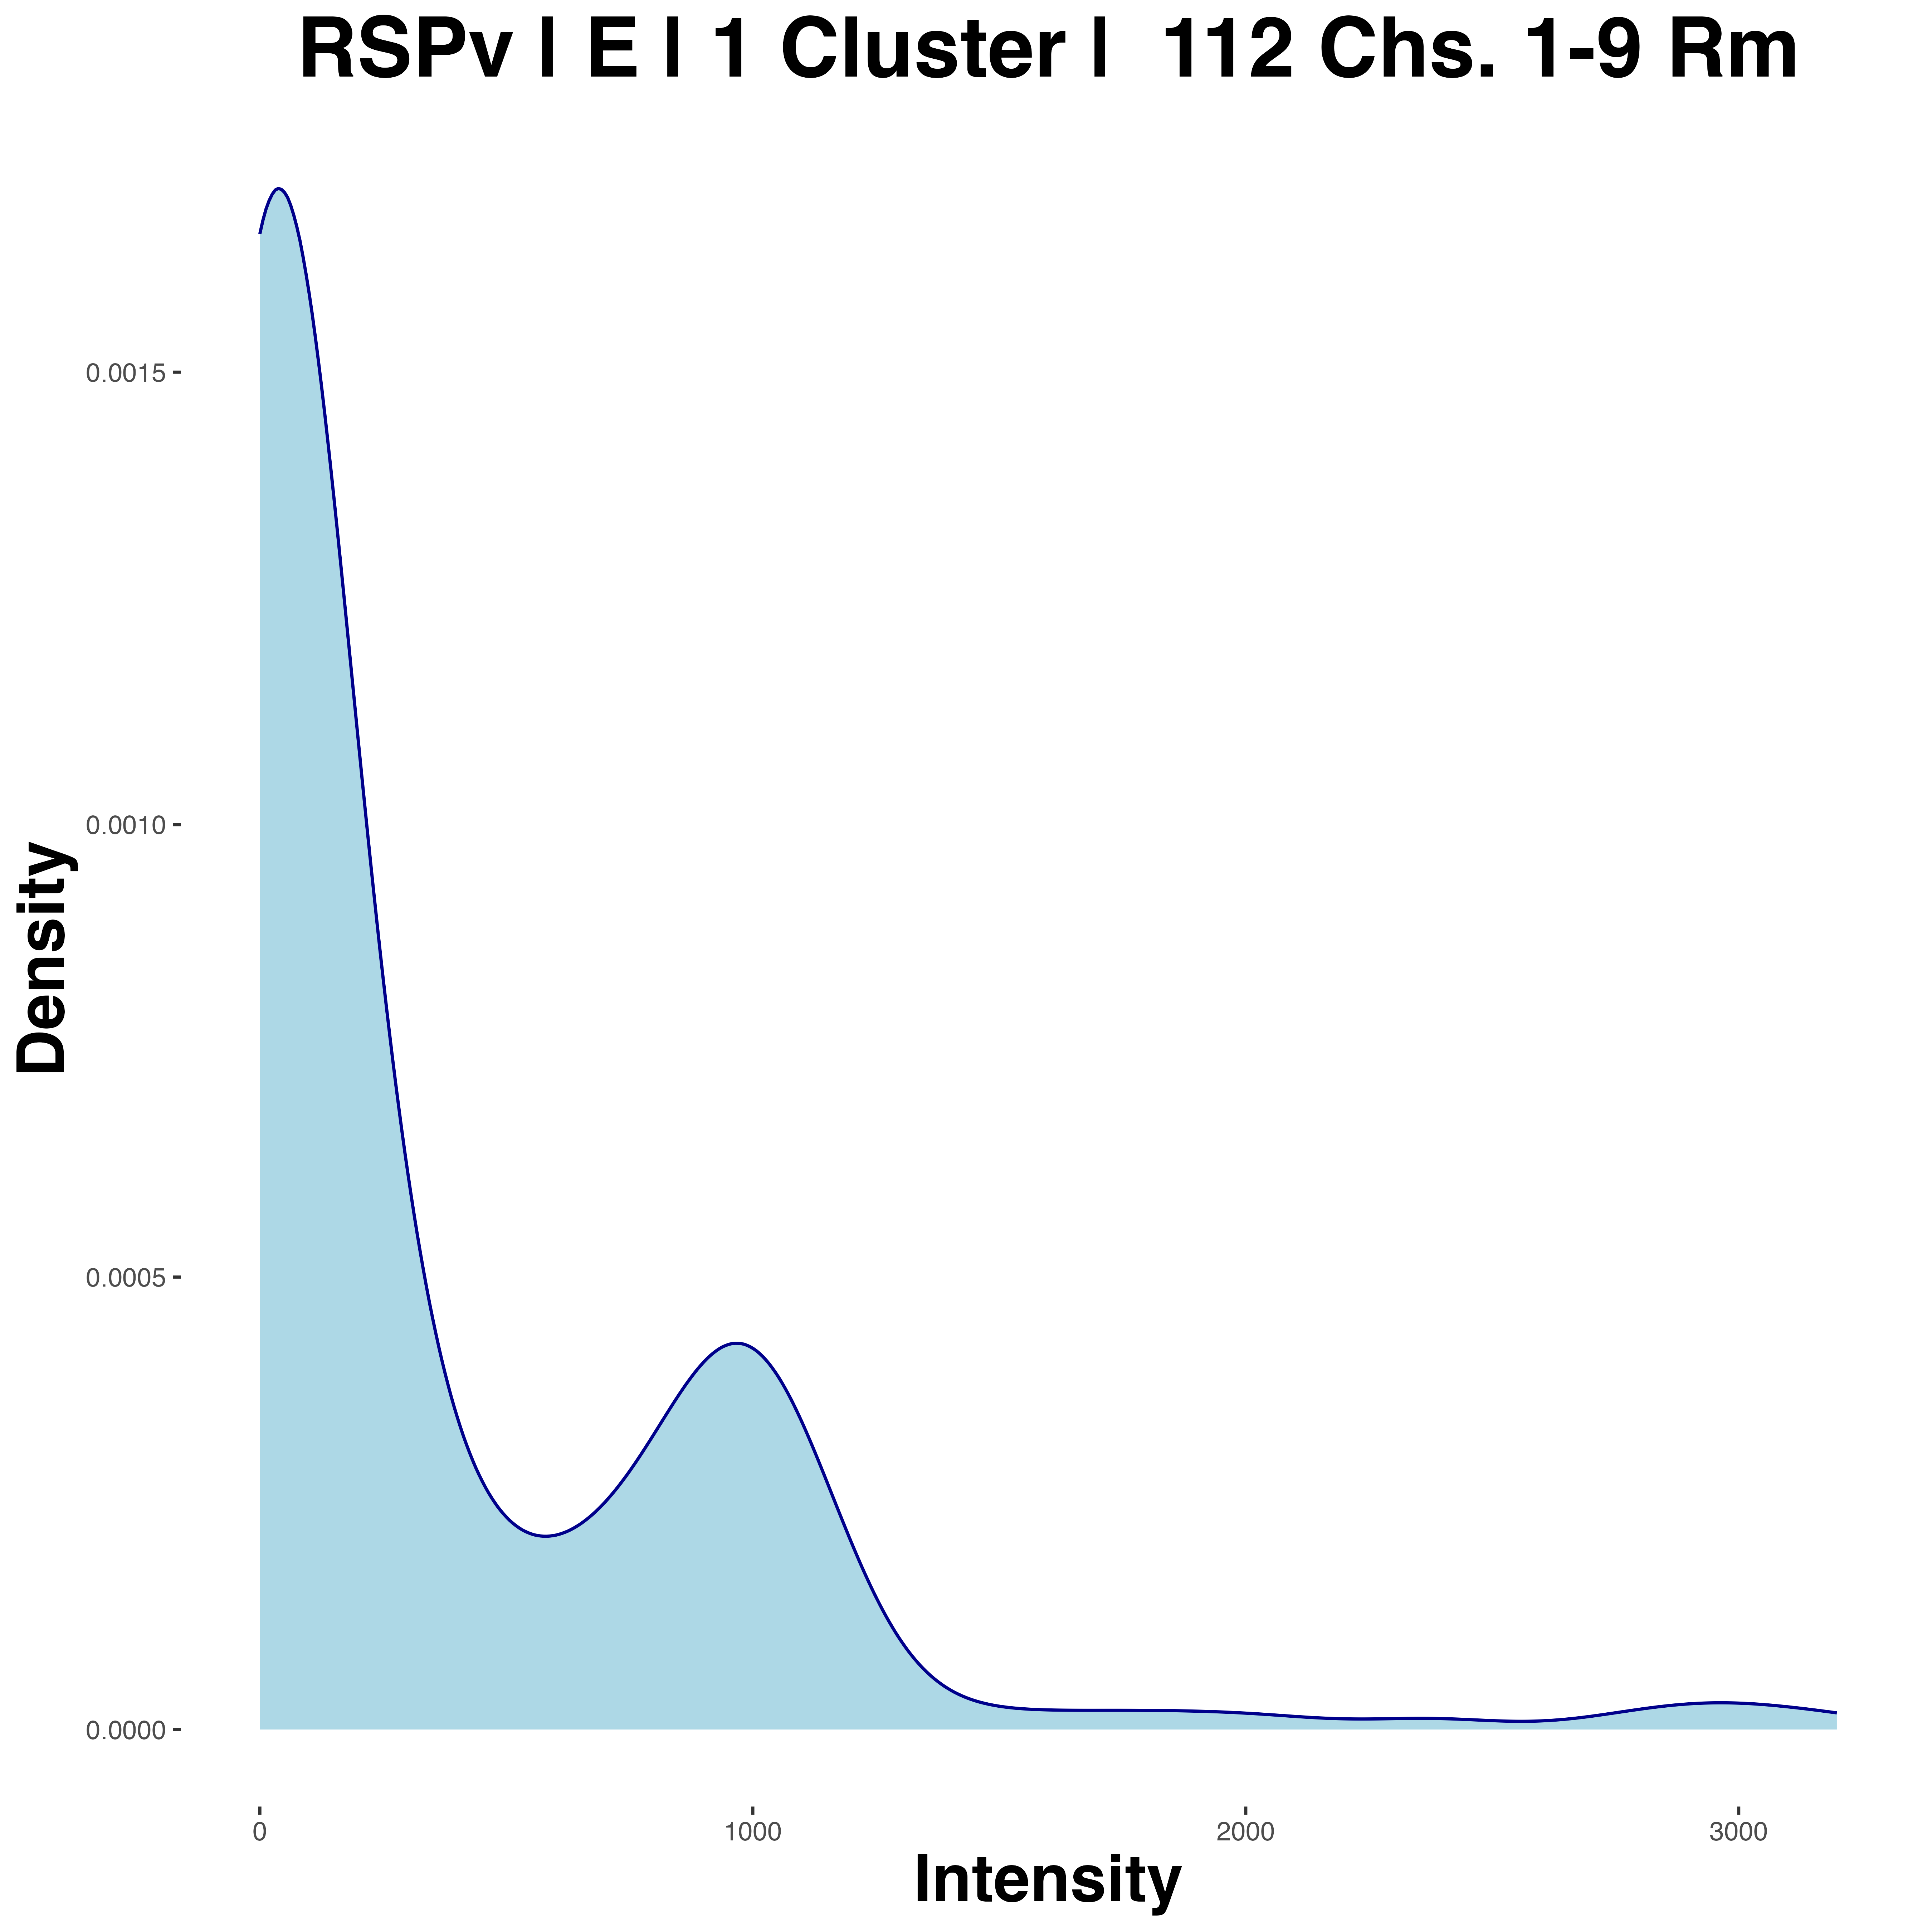 RSPv | E | 1 Cluster |  112 Chs. 1-9 Rm
Density
0.0015
0.0010
0.0005
0.0000
0 1000 2000 3000
Intensity